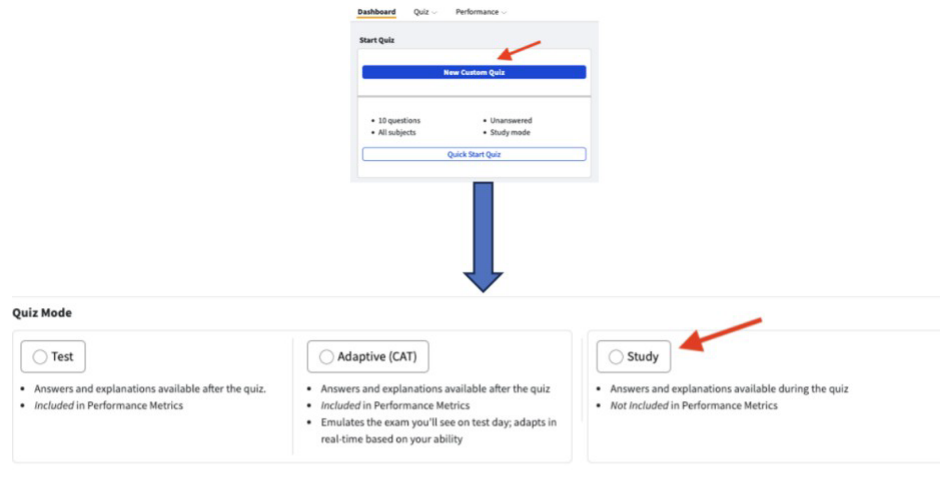 Dashboard Quiz Performance
Start Quiz
New Custom Quiz
• 10 questions
• All subjects
• Unanswered
• Study mode
Quick Start Quiz
Quiz Mode
Test
• Answers and explanations available after the quiz.
• Included in Performance Metrics
Adaptive (CAT)
• Answers and explanations available after the quiz
• Included in Performance Metrics
• Emulates the exam you'll see on test day; adapts in
real-time based on your ability
Study
• Answers and explanations available during the quiz
• Not Included in Performance Metrics